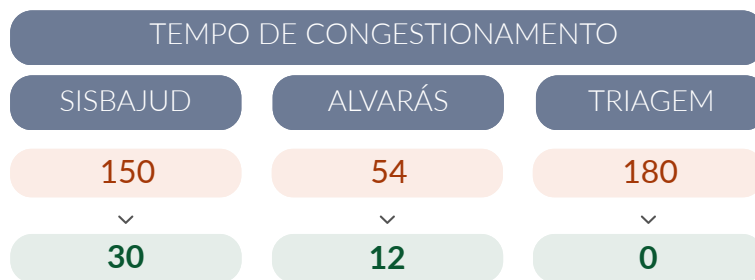 TEMPO DE CONGESTIONAMENTO
SISBAJUD ALVARÁS TRIAGEM
150 54 180
30 12 0